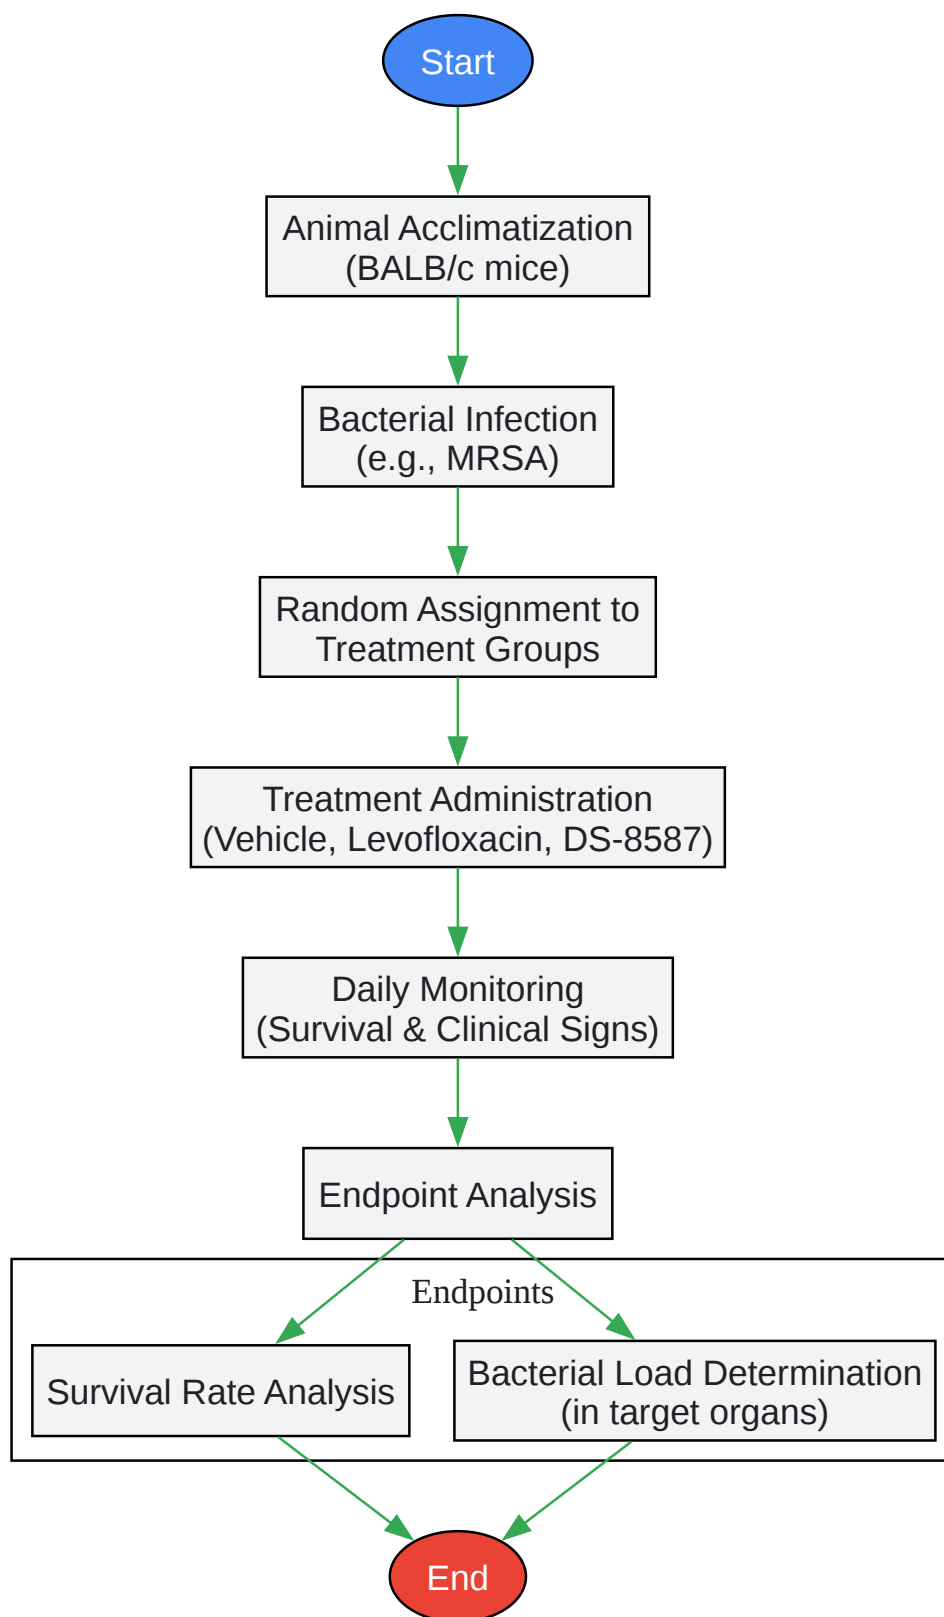 Start
Animal Acclimatization
(BALB/c mice)
Bacterial Infection
(e.g., MRSA)
Random Assignment to
Treatment Groups
Treatment Administration
(Vehicle, Levofloxacin, DS-8587)
Daily Monitoring
(Survival & Clinical Signs)
Endpoint Analysis
Endpoints
Survival Rate Analysis
Bacterial Load Determination
(in target organs)
End